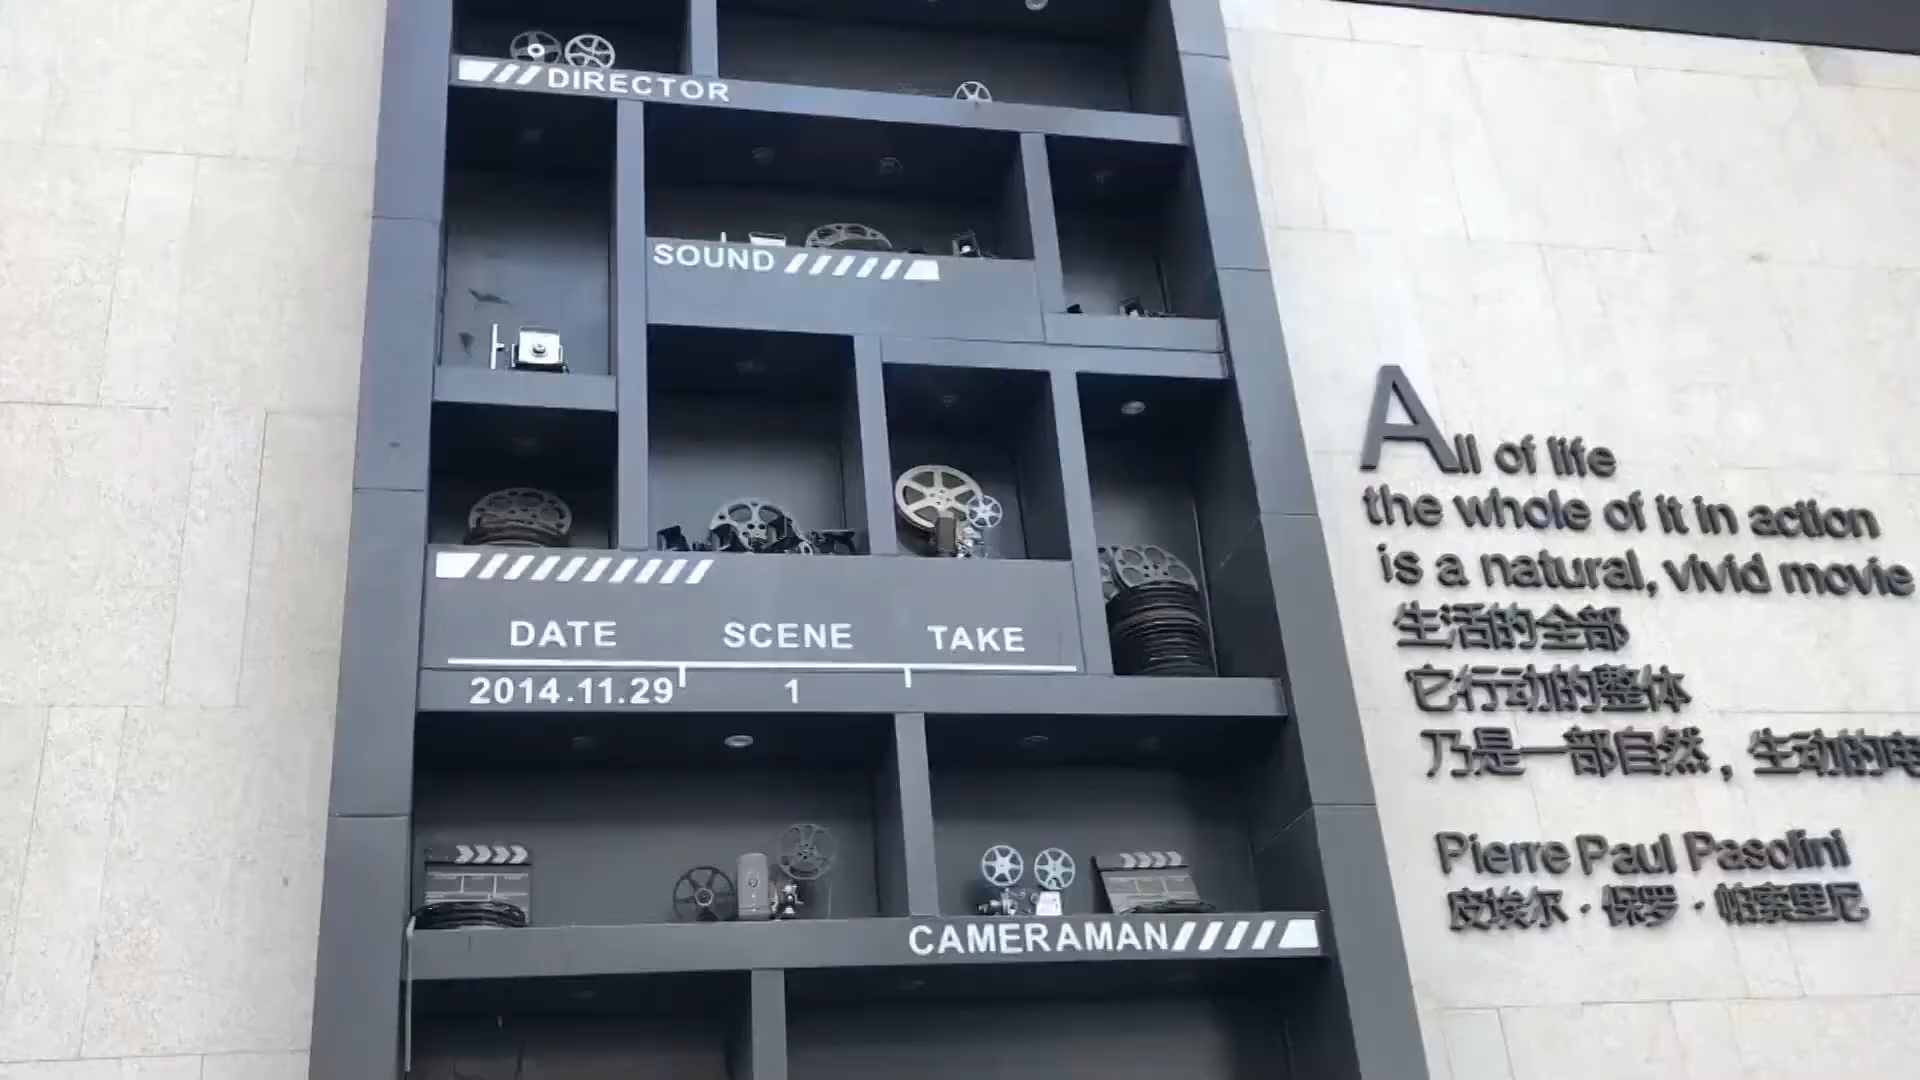 DIRECTOR
SOUND
DATE SCENE TAKE
2014.11.29 1
CAMERAMAN
All of life
the whole of it in action
is a natural, vivid movie
生活的全部
它行动的整体
乃是一部自然，生动的电
Pierre Paul Pasolini
皮埃尔·保罗·帕索里尼